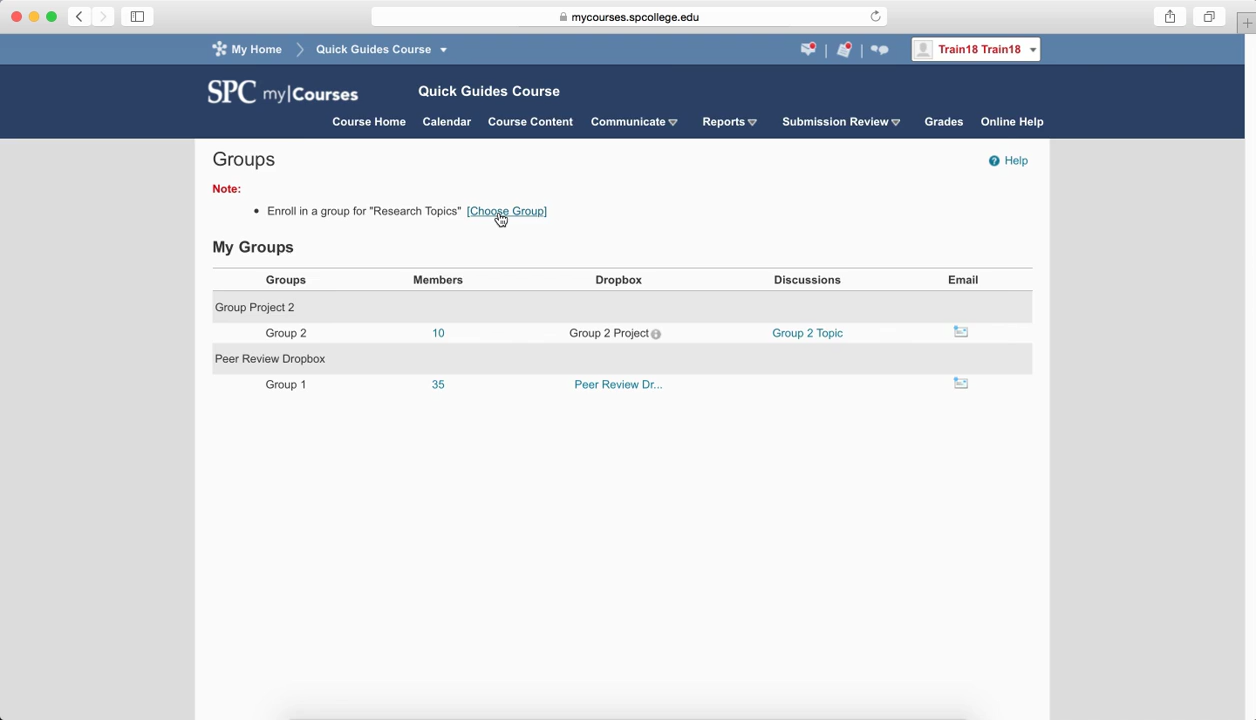 mycourses.spcollege.edu
My Home Quick Guides Course Train18 Train18
SPC my|Courses Quick Guides Course
Course Home Calendar Course Content Communicate Reports Submission Review Grades Online Help
Groups Help
Note:
• Enroll in a group for "Research Topics" [Choose Group]
My Groups
Groups Members Dropbox Discussions Email
Group Project 2
Group 2 10 Group 2 Project Group 2 Topic
Peer Review Dropbox
Group 1 35 Peer Review Dr...